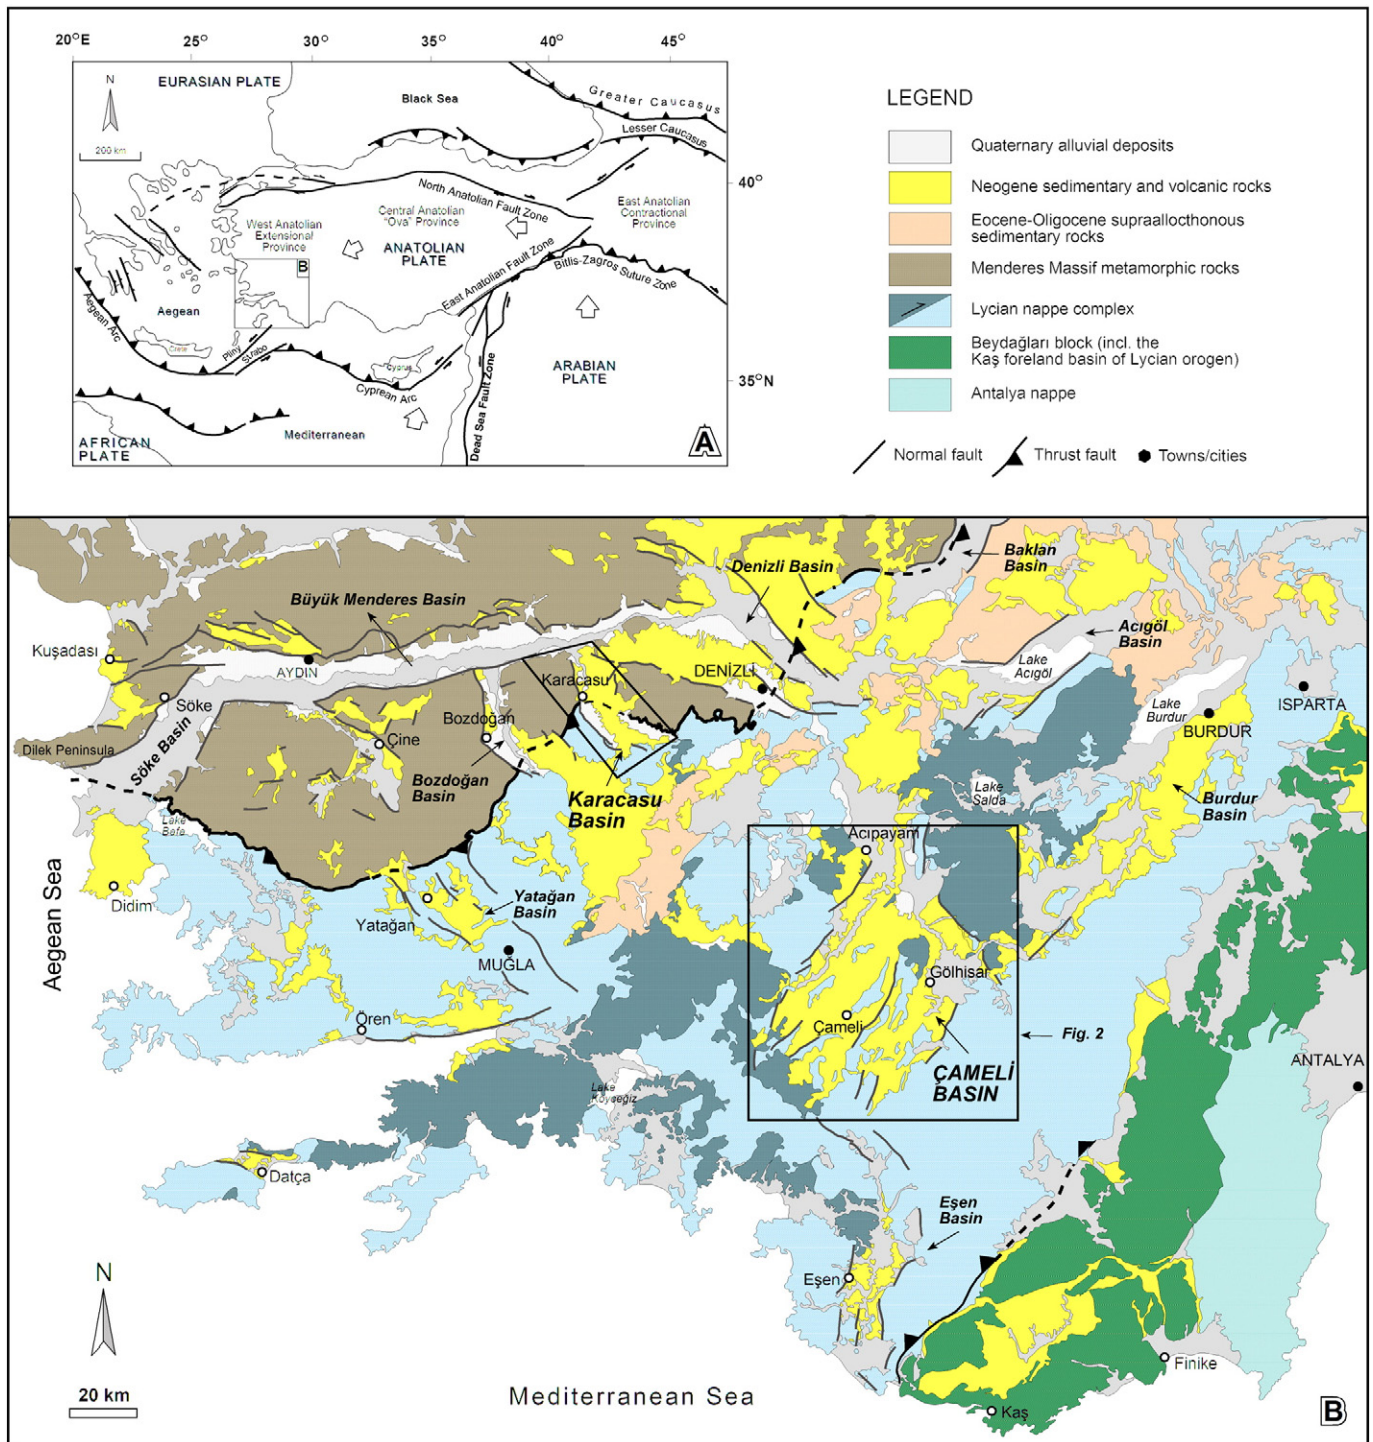 20°E 25° 30° 35° 40° 45°
N
200 km
EURASIAN PLATE
Black Sea
Greater Caucasus
Lesser Caucasus
40°
North Anatolian Fault Zone
East Anatolian
Contractional
Province
Central Anatolian
"Ova" Province
West Anatolian
Extensional
Province
ANATOLIAN
PLATE
B
East Anatolian Fault Zone
Bitlis-Zagros Suture Zone
Aegean
Aegean Arc
Crete
Pliny
Strabo
Cyprus
Cyprean Arc
Dead Sea Fault Zone
ARABIAN
PLATE
35°N
Mediterranean
AFRICAN
PLATE
A
LEGEND
Quaternary alluvial deposits
Neogene sedimentary and volcanic rocks
Eocene-Oligocene supraallocthonous
sedimentary rocks
Menderes Massif metamorphic rocks
Lycian nappe complex
Beydağları block (incl. the
Kaş foreland basin of Lycian orogen)
Antalya nappe
Normal fault Thrust fault Towns/cities
Baklan
Basin
Denizli Basin
Büyük Menderes Basin
Acıgöl
Basin
Kuşadası
AYDIN
Lake
Acıgöl
DENİZLİ
Karacasu
ISPARTA
Söke
Lake
Burdur
BURDUR
Bozdoğan
Çine
Dilek Peninsula
Söke Basin
Bozdoğan
Basin
Karacasu
Basin
Lake
Salda
Burdur
Basin
Lake
Bafa
Acıpayam
Aegean Sea
Didim
Yatağan
Yatağan
Basin
MUĞLA
Gölhisar
Ören
Çameli
Fig. 2
ANTALYA
ÇAMELİ
BASIN
Lake
Köyceğiz
Datça
Eşen
Basin
Eşen
N
Finike
20 km
Mediterranean Sea
Kaş
B